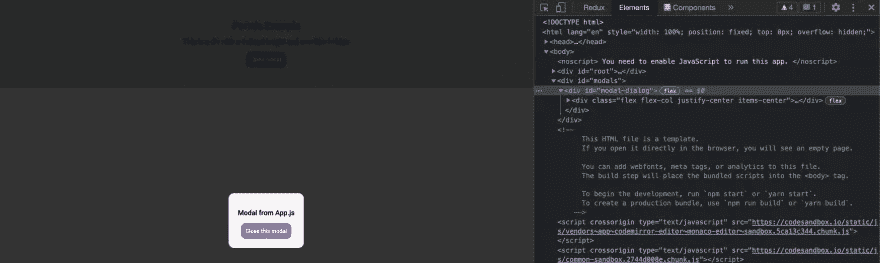 Portals Example
Redux
Elements
Components
4
1
<!DOCTYPE html>
<html lang="en" style="width: 100%; position: fixed; top: 0px; overflow: hidden;">
<head>…</head>
<body>
<noscript> You need to enable JavaScript to run this app. </noscript>
<div id="root">…</div>
<div id="modals">
<div id="modal-dialog"> flex == $0
<div class="flex flex-col justify-center items-center">…</div> flex
</div>
</div>
<!--
This HTML file is a template.
If you open it directly in the browser, you will see an empty page.
You can add webfonts, meta tags, or analytics to this file.
The build step will place the bundled scripts into the <body> tag.
To begin the development, run `npm start` or `yarn start`.
To create a production bundle, use `npm run build` or `yarn build`.
-->
<script crossorigin type="text/javascript" src="https://codesandbox.io/static/j
s/vendors~app~codemirror-editor~monaco-editor~sandbox.5ca13c344.chunk.js">
</script>
<script crossorigin type="text/javascript" src="https://codesandbox.io/static/j
s/common-sandbox.2744d008e.chunk.js"></script>
Modal from App.js
Close this modal